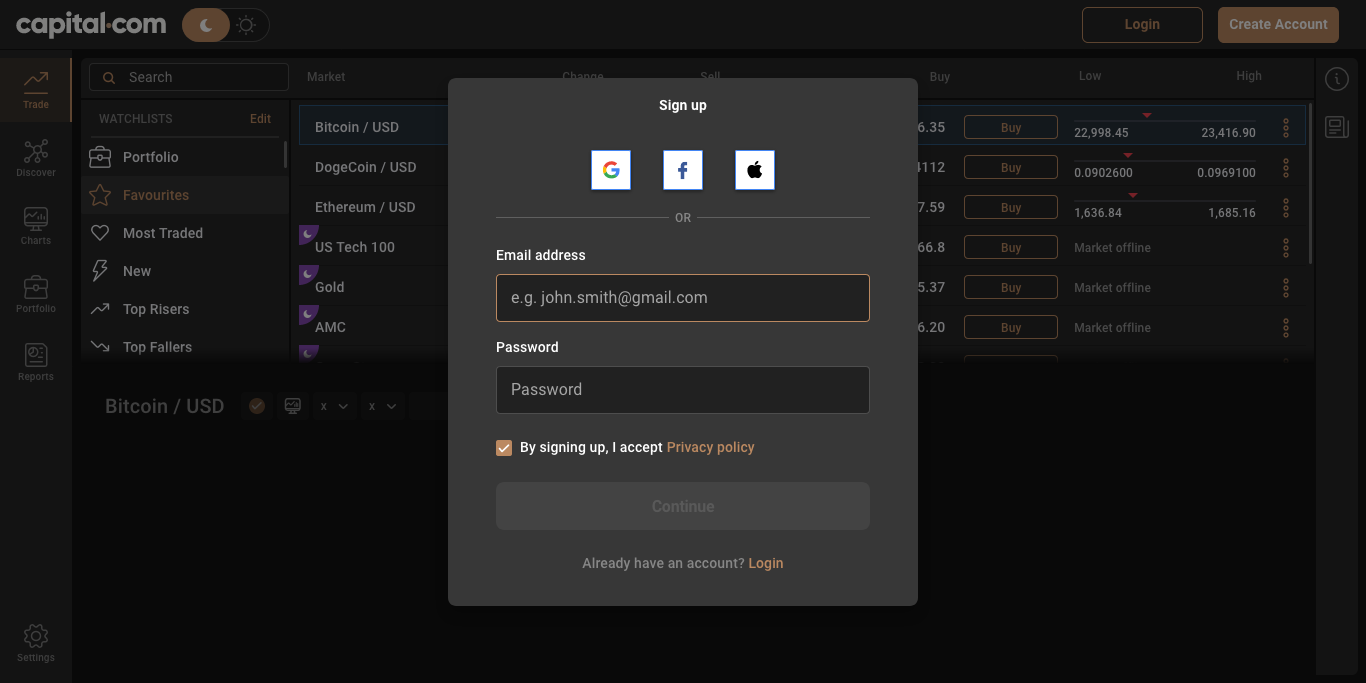 capital.com
Login
Create Account
Trade
Discover
Charts
Portfolio
Reports
Settings
Search
WATCHLISTS Edit
Portfolio
Favourites
Most Traded
New
Top Risers
Top Fallers
Market Change Sell Buy Low High
Bitcoin / USD 6.35 Buy 22,998.45 23,416.90
DogeCoin / USD 4112 Buy 0.0902600 0.0969100
Ethereum / USD 7.59 Buy 1,636.84 1,685.16
US Tech 100 66.8 Buy Market offline
Gold 5.37 Buy Market offline
AMC 6.20 Buy Market offline
Bitcoin / USD x x
Sign up
OR
Email address
e.g. john.smith@gmail.com
Password
Password
By signing up, I accept Privacy policy
Continue
Already have an account? Login